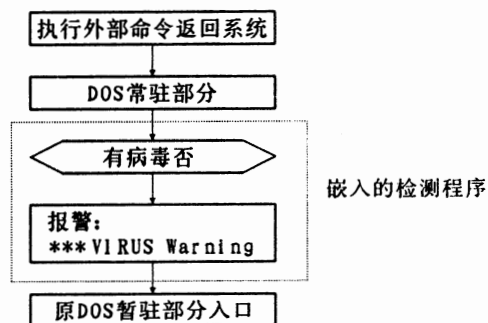 执行外部命令返回系统
DOS常驻部分
有病毒否
嵌入的检测程序
报警：
***VIRUS Warning
原DOS暂驻部分入口